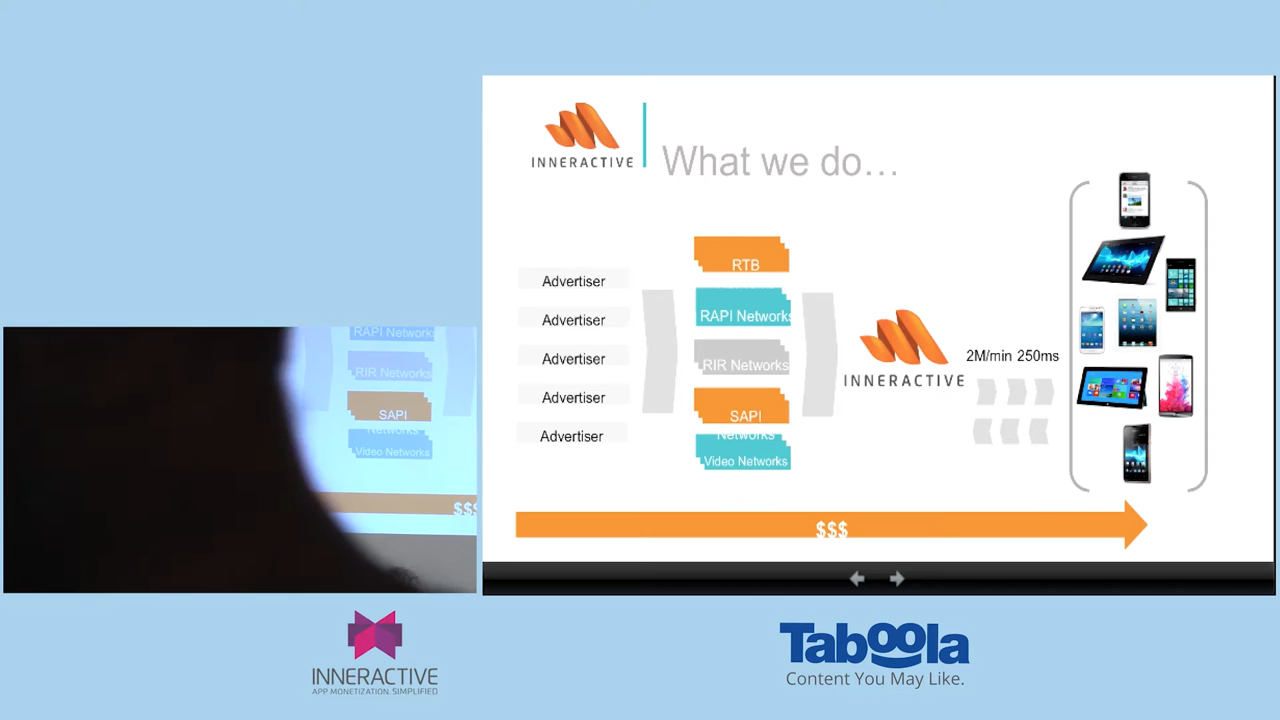 INNERACTIVE
What we do…
Advertiser
Advertiser
Advertiser
Advertiser
Advertiser
RTB
RAPI Networks
RIR Networks
SAPI
Networks
Video Networks
INNERACTIVE
2M/min 250ms
$$$
RAPI Networks
RIR Networks
SAPI
Networks
Video Networks
$$$
INNERACTIVE
APP MONETIZATION. SIMPLIFIED
Taboola
Content You May Like.